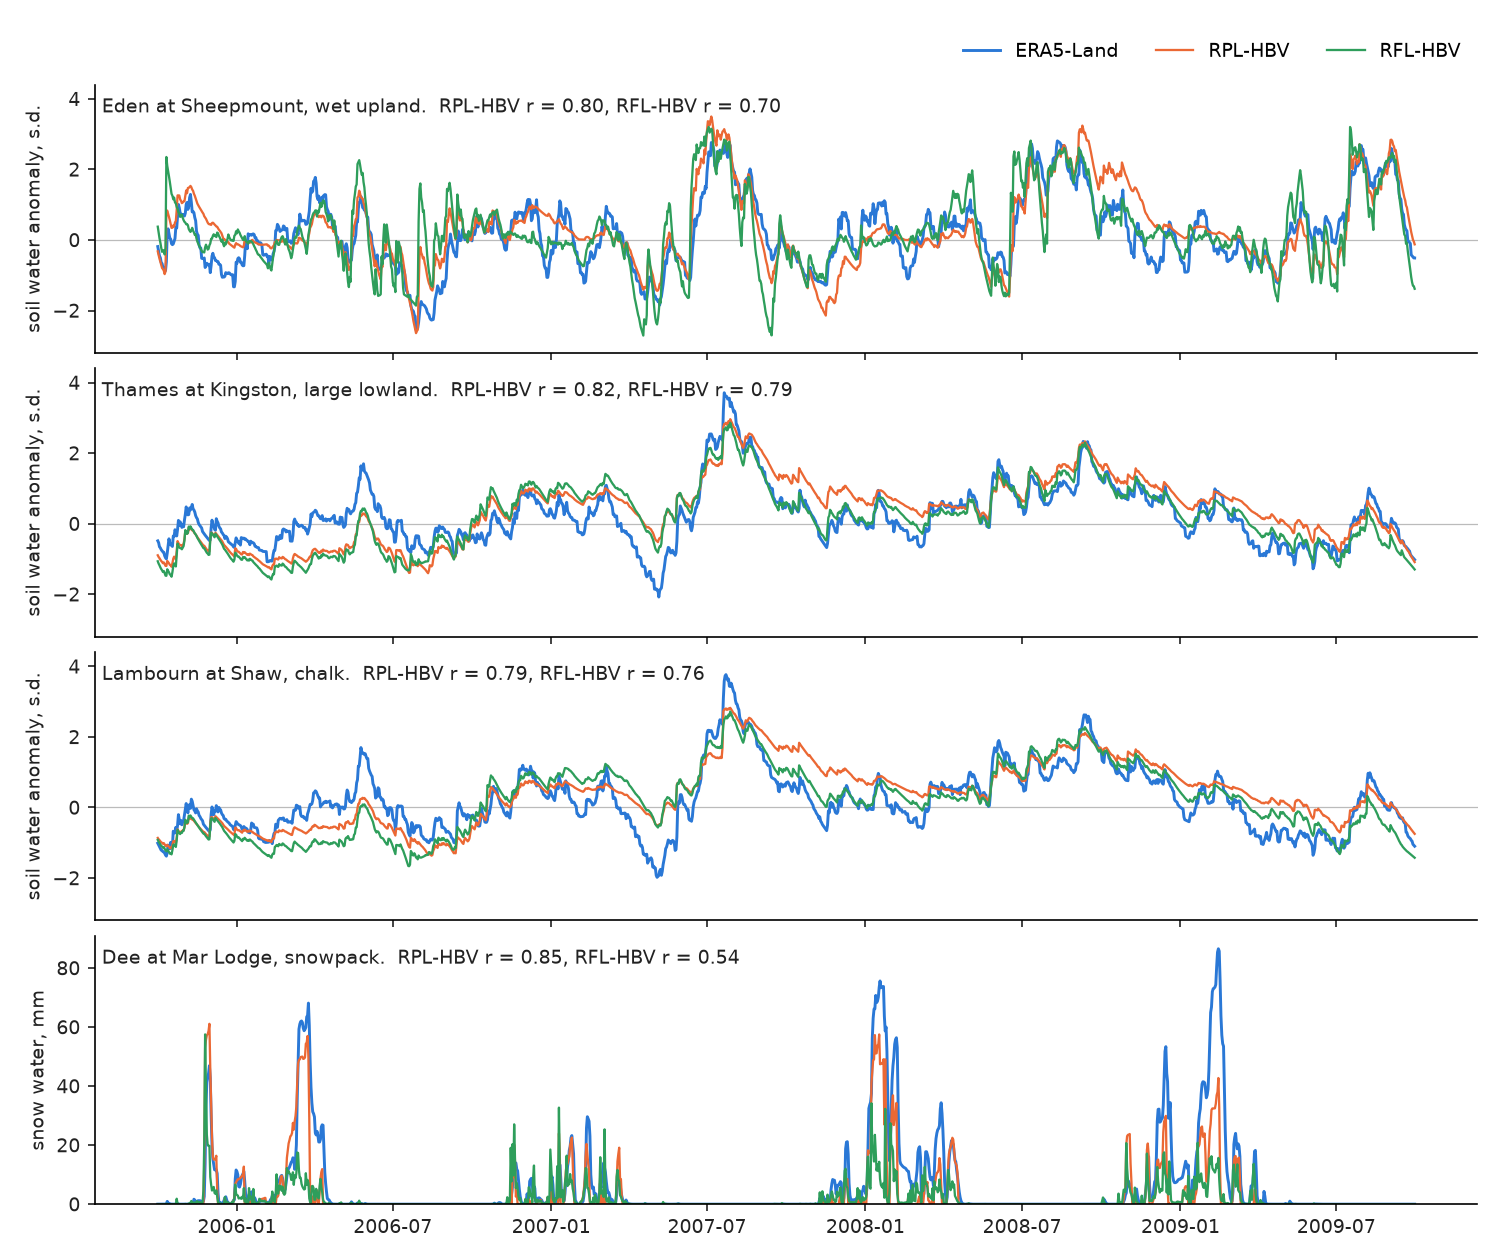 ERA5-Land RPL-HBV RFL-HBV
Eden at Sheepmount, wet upland. RPL-HBV r = 0.80, RFL-HBV r = 0.70
soil water anomaly, s.d.
4
2
0
−2
Thames at Kingston, large lowland. RPL-HBV r = 0.82, RFL-HBV r = 0.79
soil water anomaly, s.d.
4
2
0
−2
Lambourn at Shaw, chalk. RPL-HBV r = 0.79, RFL-HBV r = 0.76
soil water anomaly, s.d.
4
2
0
−2
Dee at Mar Lodge, snowpack. RPL-HBV r = 0.85, RFL-HBV r = 0.54
snow water, mm
80
60
40
20
0
2006-01 2006-07 2007-01 2007-07 2008-01 2008-07 2009-01 2009-07